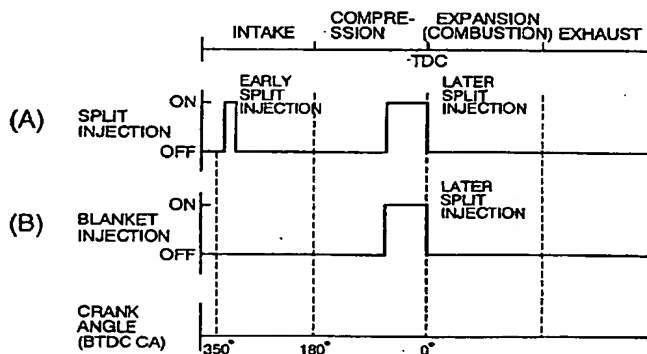 INTAKE
COMPRE-
SSION
EXPANSION
(COMBUSTION)
EXHAUST
TDC
(A)
SPLIT
INJECTION
ON
OFF
EARLY
SPLIT
INJECTION
LATER
SPLIT
INJECTION
(B)
BLANKET
INJECTION
ON
OFF
LATER
SPLIT
INJECTION
CRANK
ANGLE
(BTDC CA)
350°
180°
0°